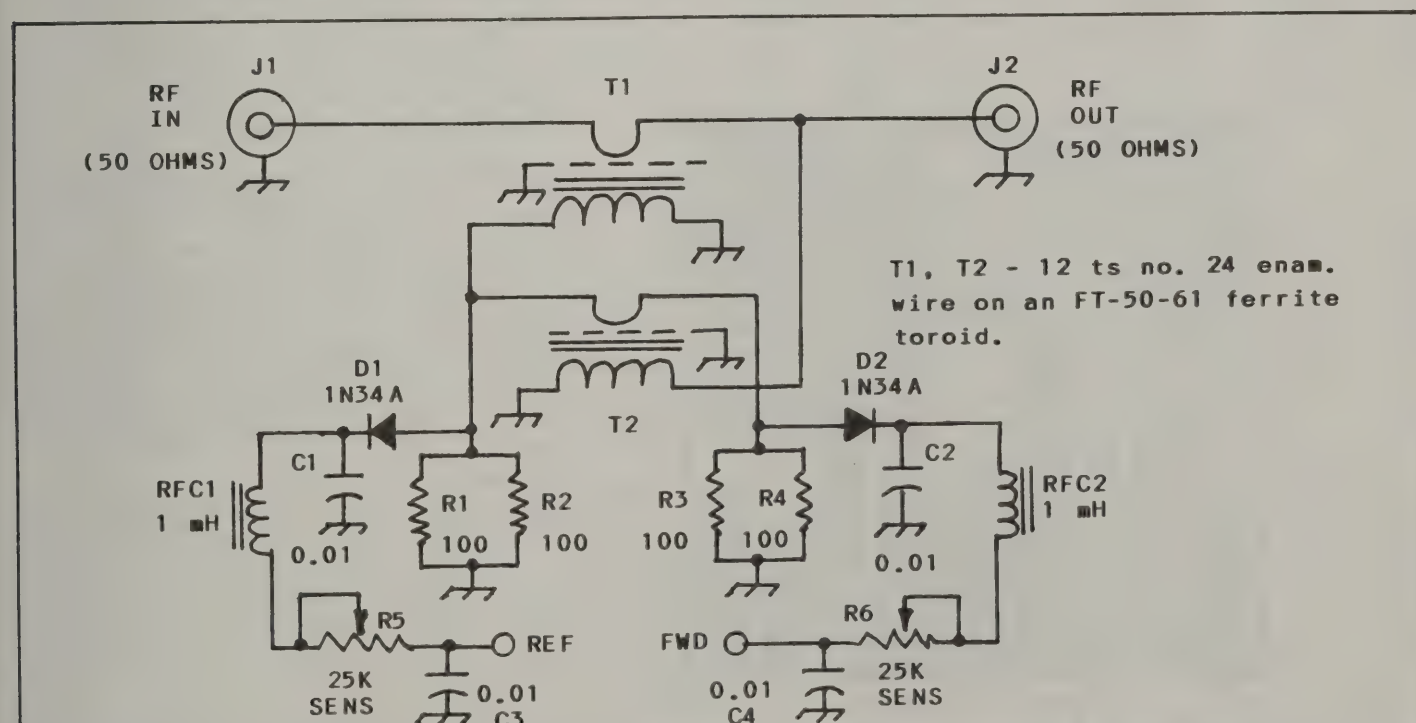 J1
RF
IN
(50 OHMS)
T1
J2
RF
OUT
(50 OHMS)
T1, T2 - 12 ts no. 24 enam.
wire on an FT-50-61 ferrite
toroid.
D1
1N34A
T2
D2
1N34A
C1
C2
RFC1
1 mH
R1
100
R2
100
R3
100
R4
100
RFC2
1 mH
0.01
0.01
R5
25K
SENS
REF
0.01
C3
FWD
0.01
C4
R6
25K
SENS